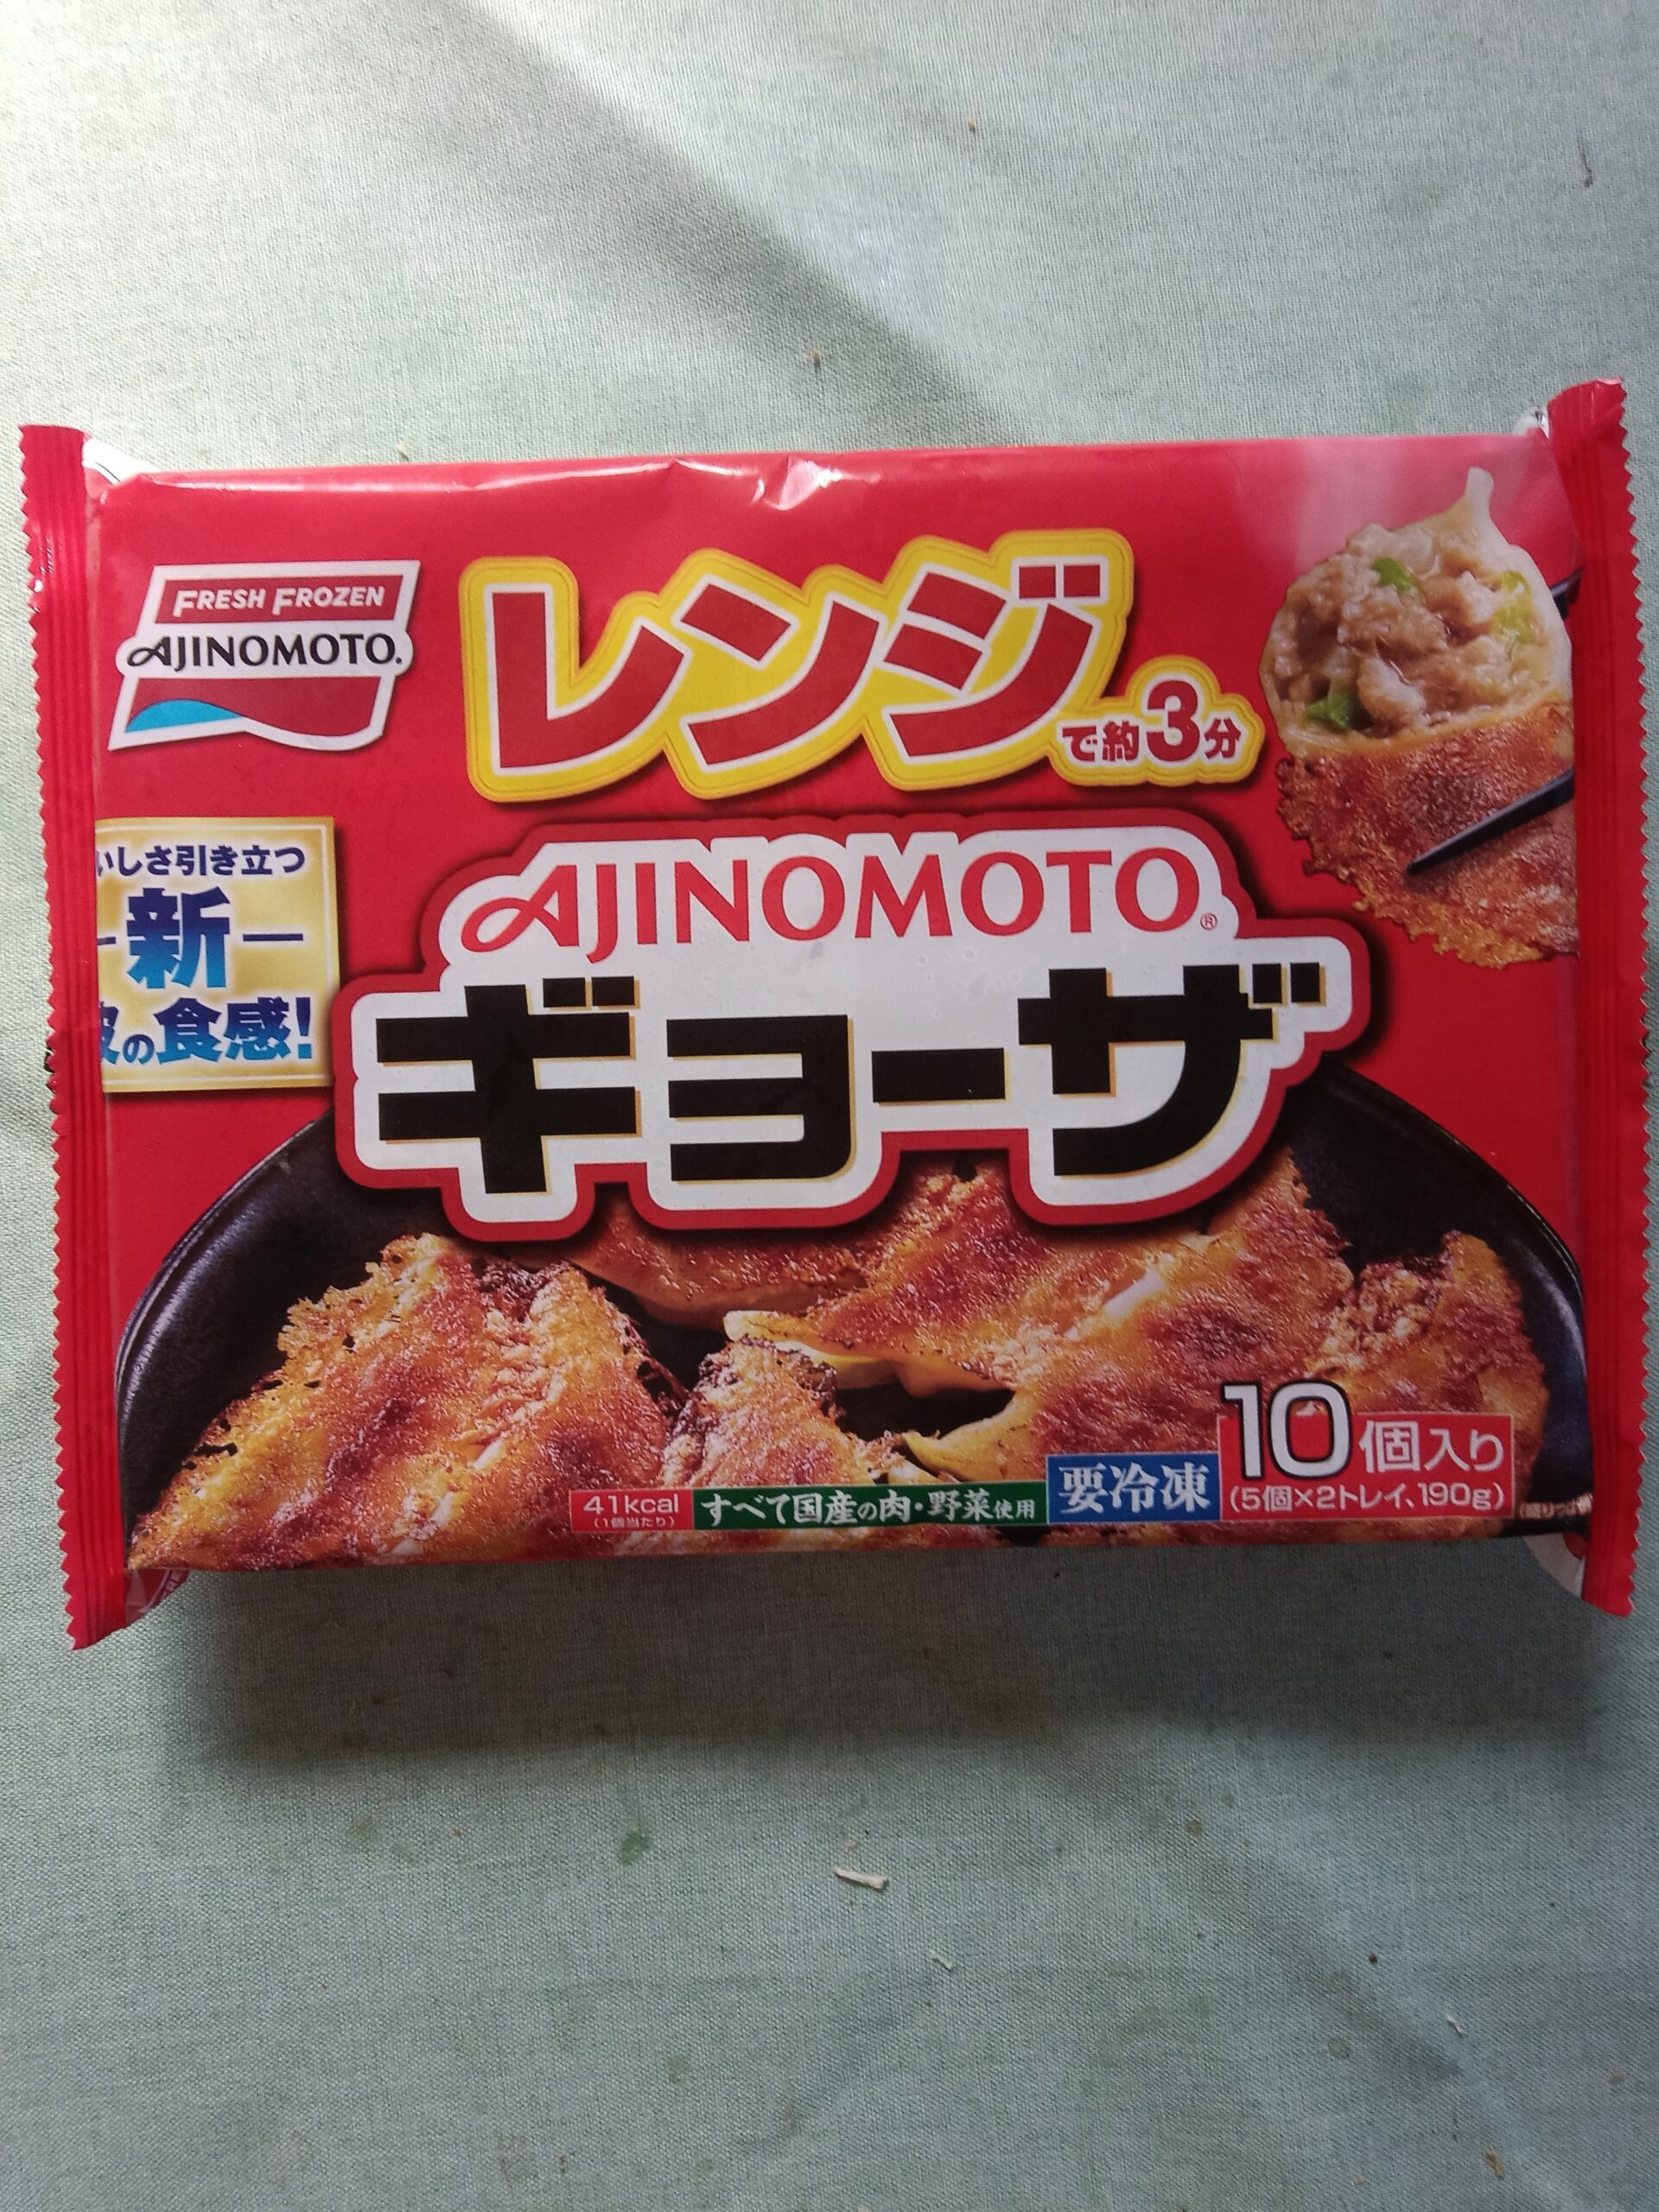 FRESH FROZEN
AJINOMOTO.
レンジ
で約3分
いしさ引き立つ
新
の食感!
AJINOMOTO®
ギョーザ
10個入り
(5個×2トレイ、190g)
要冷凍
すべて国産の肉・野菜使用
41kcal
(1個当たり)